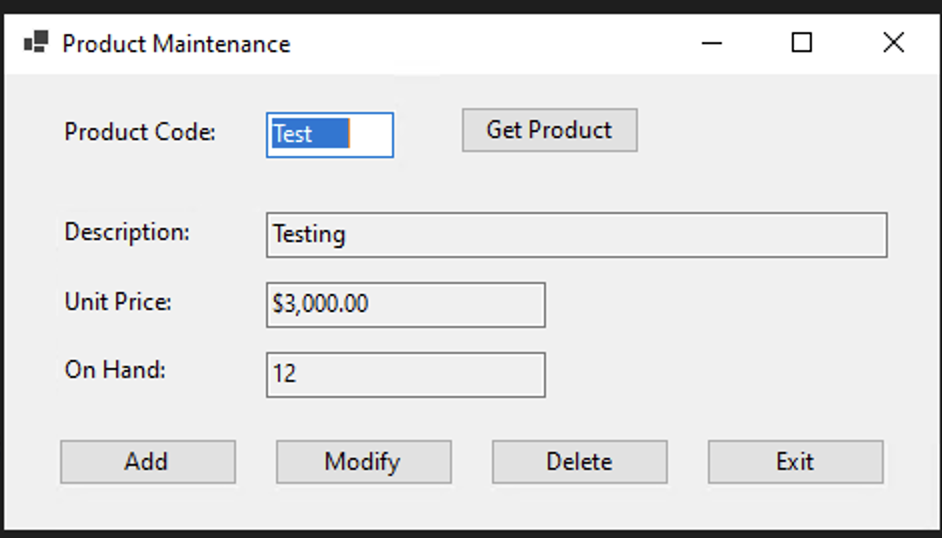 Product Maintenance
Product Code: Test Get Product
Description: Testing
Unit Price: $3,000.00
On Hand: 12
Add Modify Delete Exit